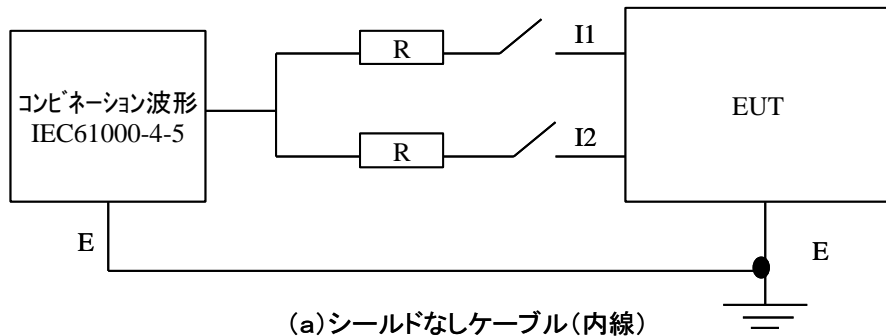 R
I1
コンビネーション波形
IEC61000-4-5
EUT
R
I2
E
E
(a)シールドなしケーブル(内線)